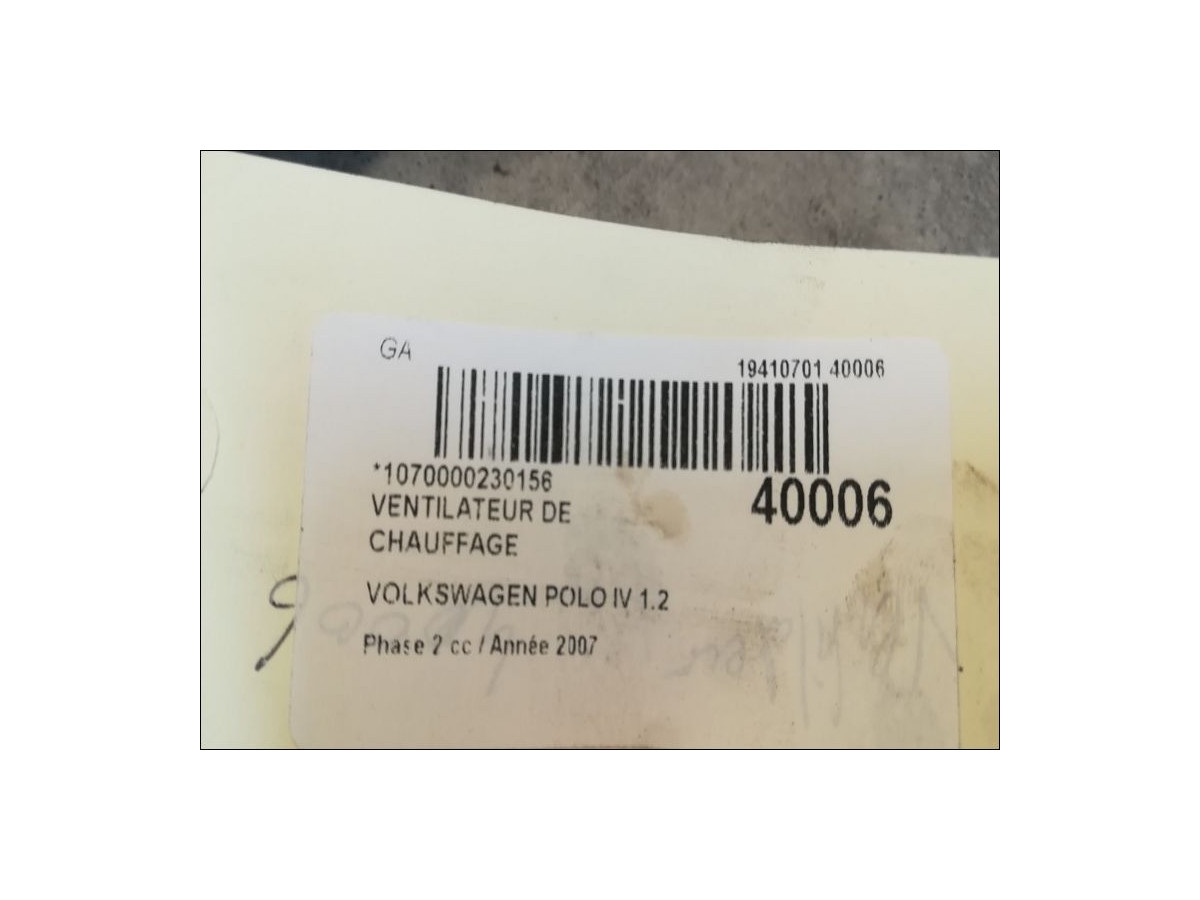 GA
19410701 40006
*1070000230156
40006
VENTILATEUR DE
CHAUFFAGE
VOLKSWAGEN POLO IV 1.2
Phase 2 cc / Année 2007